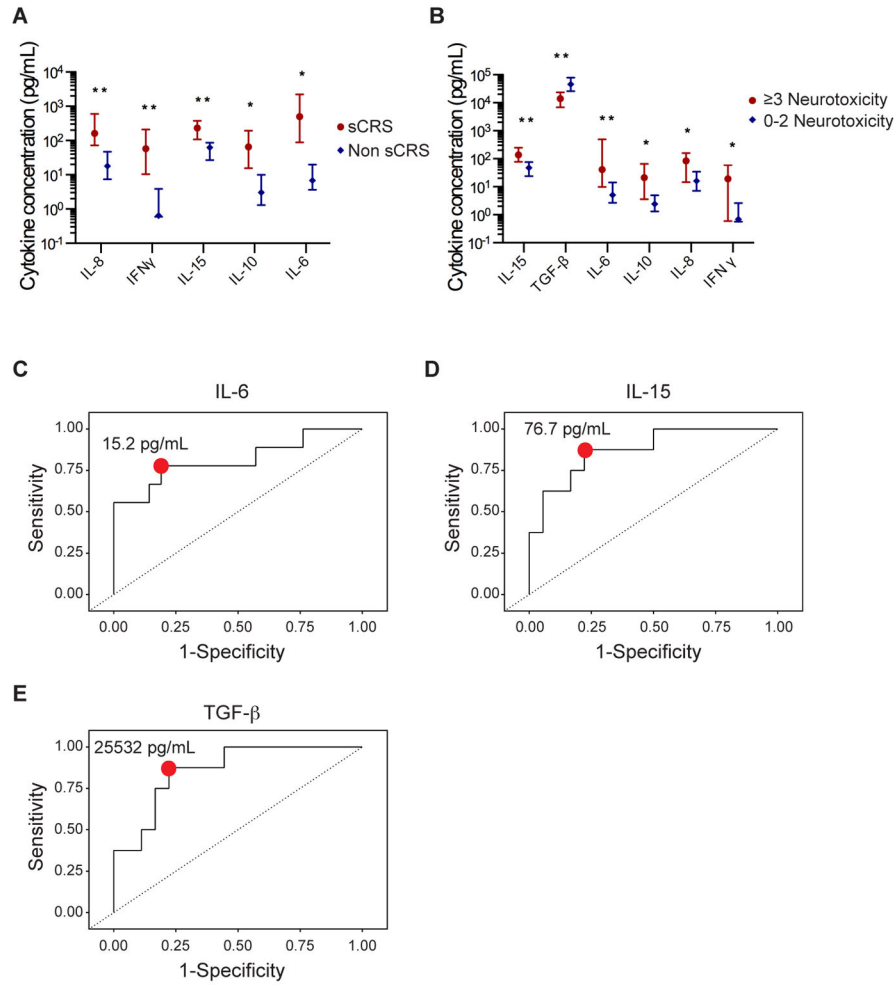 A
Cytokine concentration (pg/mL)
10^4
10^3
10^2
10^1
10^0
10^-1
** ** ** * *
IL-8 IFNγ IL-15 IL-10 IL-6
sCRS
Non sCRS
B
Cytokine concentration (pg/mL)
10^5
10^4
10^3
10^2
10^1
10^0
10^-1
** ** ** * * *
IL-15 TGF-β IL-6 IL-10 IL-8 IFN γ
≥3 Neurotoxicity
0-2 Neurotoxicity
C
IL-6
Sensitivity
1.00
0.75
0.50
0.25
0.00
15.2 pg/mL
0.00 0.25 0.50 0.75 1.00
1-Specificity
D
IL-15
Sensitivity
1.00
0.75
0.50
0.25
0.00
76.7 pg/mL
0.00 0.25 0.50 0.75 1.00
1-Specificity
E
TGF-β
Sensitivity
1.00
0.75
0.50
0.25
0.00
25532 pg/mL
0.00 0.25 0.50 0.75 1.00
1-Specificity